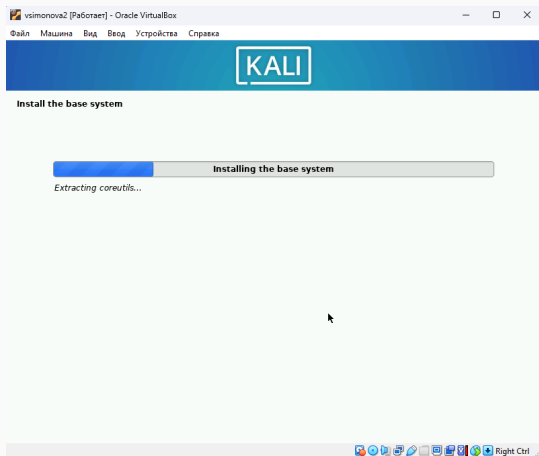 vsimonova2 [Работает] - Oracle VirtualBox
Файл Машина Вид Ввод Устройства Справка
KALI
Install the base system
Installing the base system
Extracting coreutils...
Right Ctrl